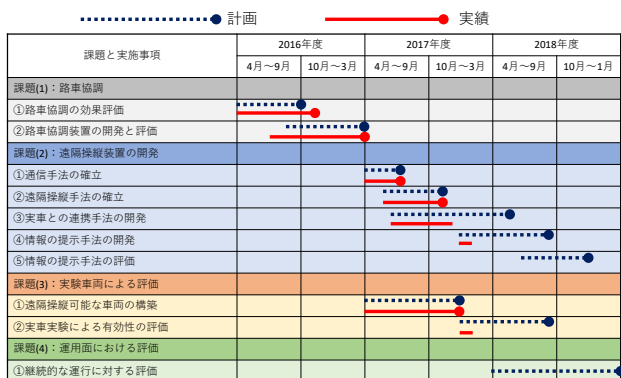 計画 実績
課題と実施事項 2016年度 2017年度 2018年度
4月～9月 10月～3月 4月～9月 10月～3月 4月～9月 10月～1月
課題(1)：路車協調
①路車協調の効果評価
②路車協調装置の開発と評価
課題(2)：遠隔操縦装置の開発
①通信手法の確立
②遠隔操縦手法の確立
③実車との連携手法の開発
④情報の提示手法の開発
⑤情報の提示手法の評価
課題(3)：実験車両による評価
①遠隔操縦可能な車両の構築
②実車実験による有効性の評価
課題(4)：運用面における評価
①継続的な運行に対する評価